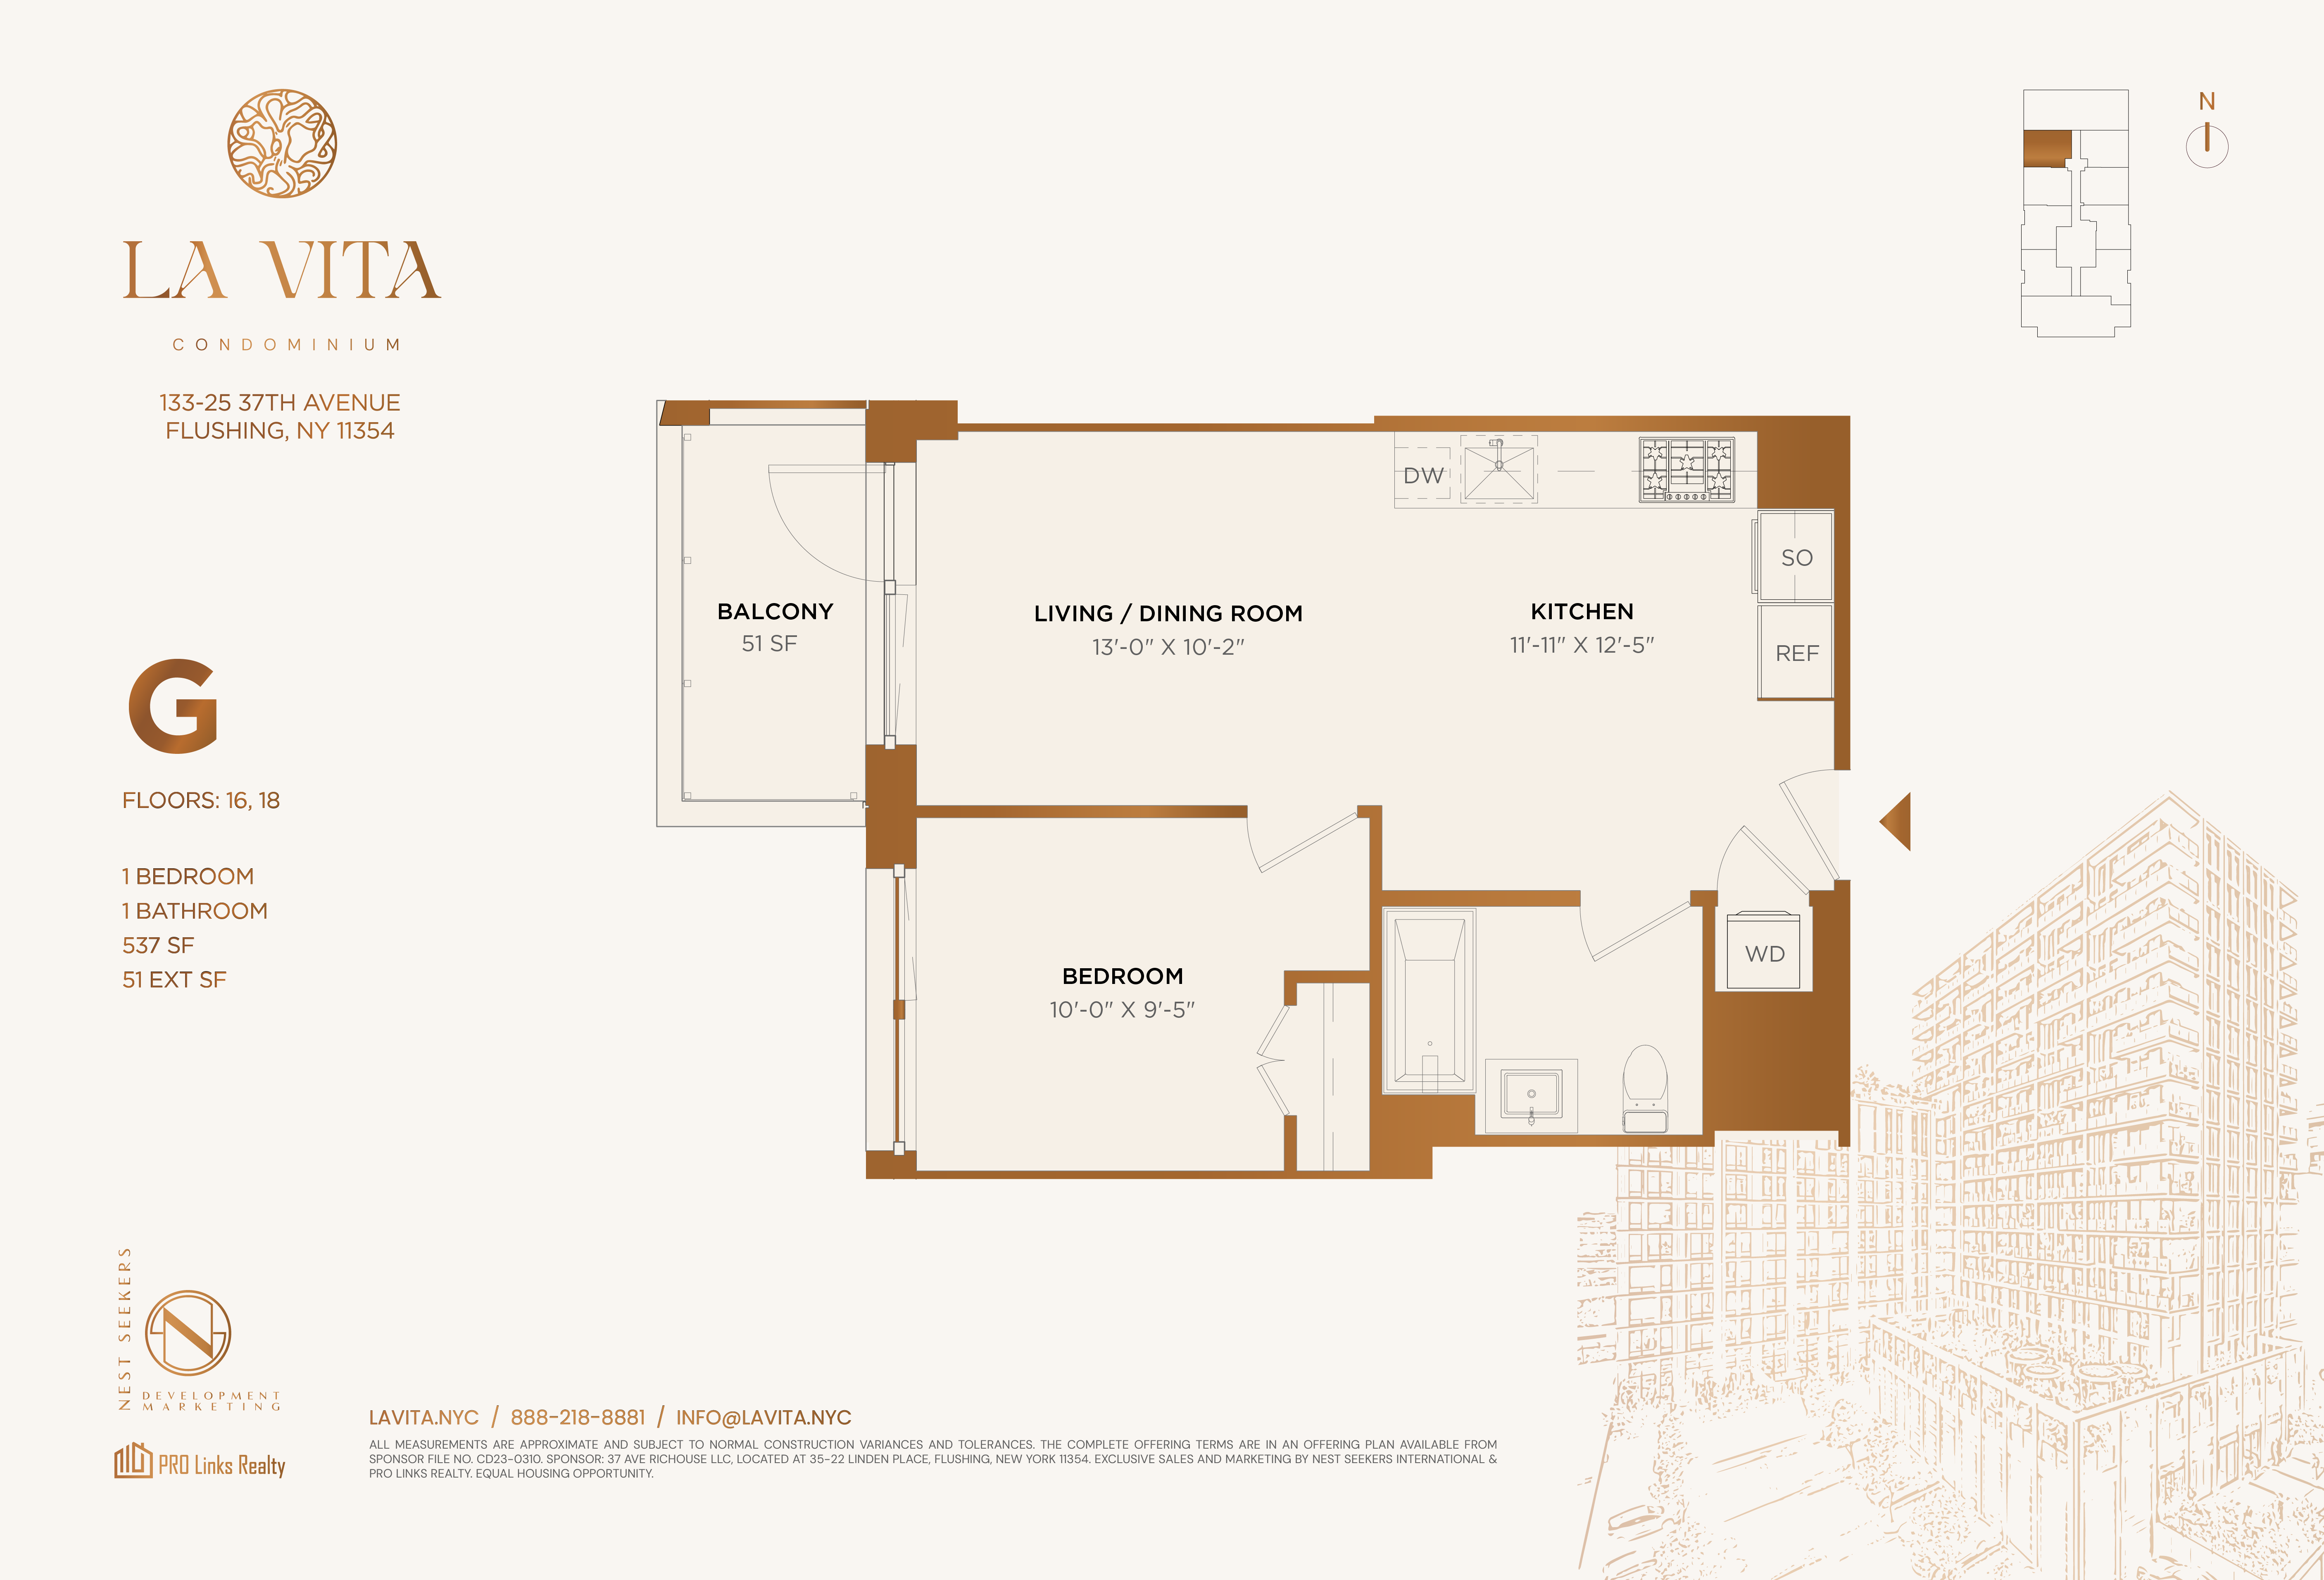 LA VITA
CONDOMINIUM
133-25 37TH AVENUE
FLUSHING, NY 11354
N
G
FLOORS: 16, 18
1 BEDROOM
1 BATHROOM
537 SF
51 EXT SF
BALCONY
51 SF
LIVING / DINING ROOM
13'-0" X 10'-2"
KITCHEN
11'-11" X 12'-5"
DW
SO
REF
BEDROOM
10'-0" X 9'-5"
WD
NEST SEEKERS
N
DEVELOPMENT
MARKETING
PRO Links Realty
LAVITA.NYC / 888-218-8881 / INFO@LAVITA.NYC
ALL MEASUREMENTS ARE APPROXIMATE AND SUBJECT TO NORMAL CONSTRUCTION VARIANCES AND TOLERANCES. THE COMPLETE OFFERING TERMS ARE IN AN OFFERING PLAN AVAILABLE FROM
SPONSOR FILE NO. CD23-0310. SPONSOR: 37 AVE RICHOUSE LLC, LOCATED AT 35-22 LINDEN PLACE, FLUSHING, NEW YORK 11354. EXCLUSIVE SALES AND MARKETING BY NEST SEEKERS INTERNATIONAL &
PRO LINKS REALTY. EQUAL HOUSING OPPORTUNITY.